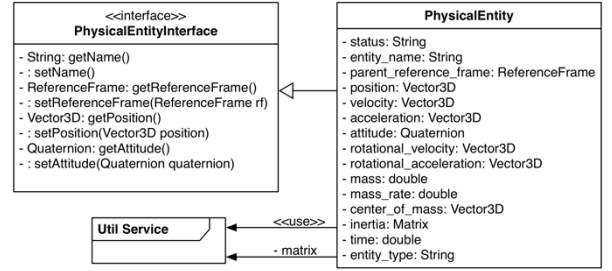 <<interface>>
PhysicalEntityInterface
- String: getName()
- : setName()
- ReferenceFrame: getReferenceFrame()
- : setReferenceFrame(ReferenceFrame rf)
- Vector3D: getPosition()
- : setPosition(Vector3D position)
- Quaternion: getAttitude()
- : setAttitude(Quaternion quaternion)
PhysicalEntity
- status: String
- entity_name: String
- parent_reference_frame: ReferenceFrame
- position: Vector3D
- velocity: Vector3D
- acceleration: Vector3D
- attitude: Quaternion
- rotational_velocity: Vector3D
- rotational_acceleration: Vector3D
- mass: double
- mass_rate: double
- center_of_mass: Vector3D
- inertia: Matrix
- time: double
- entity_type: String
Util Service
<<use>>
- matrix